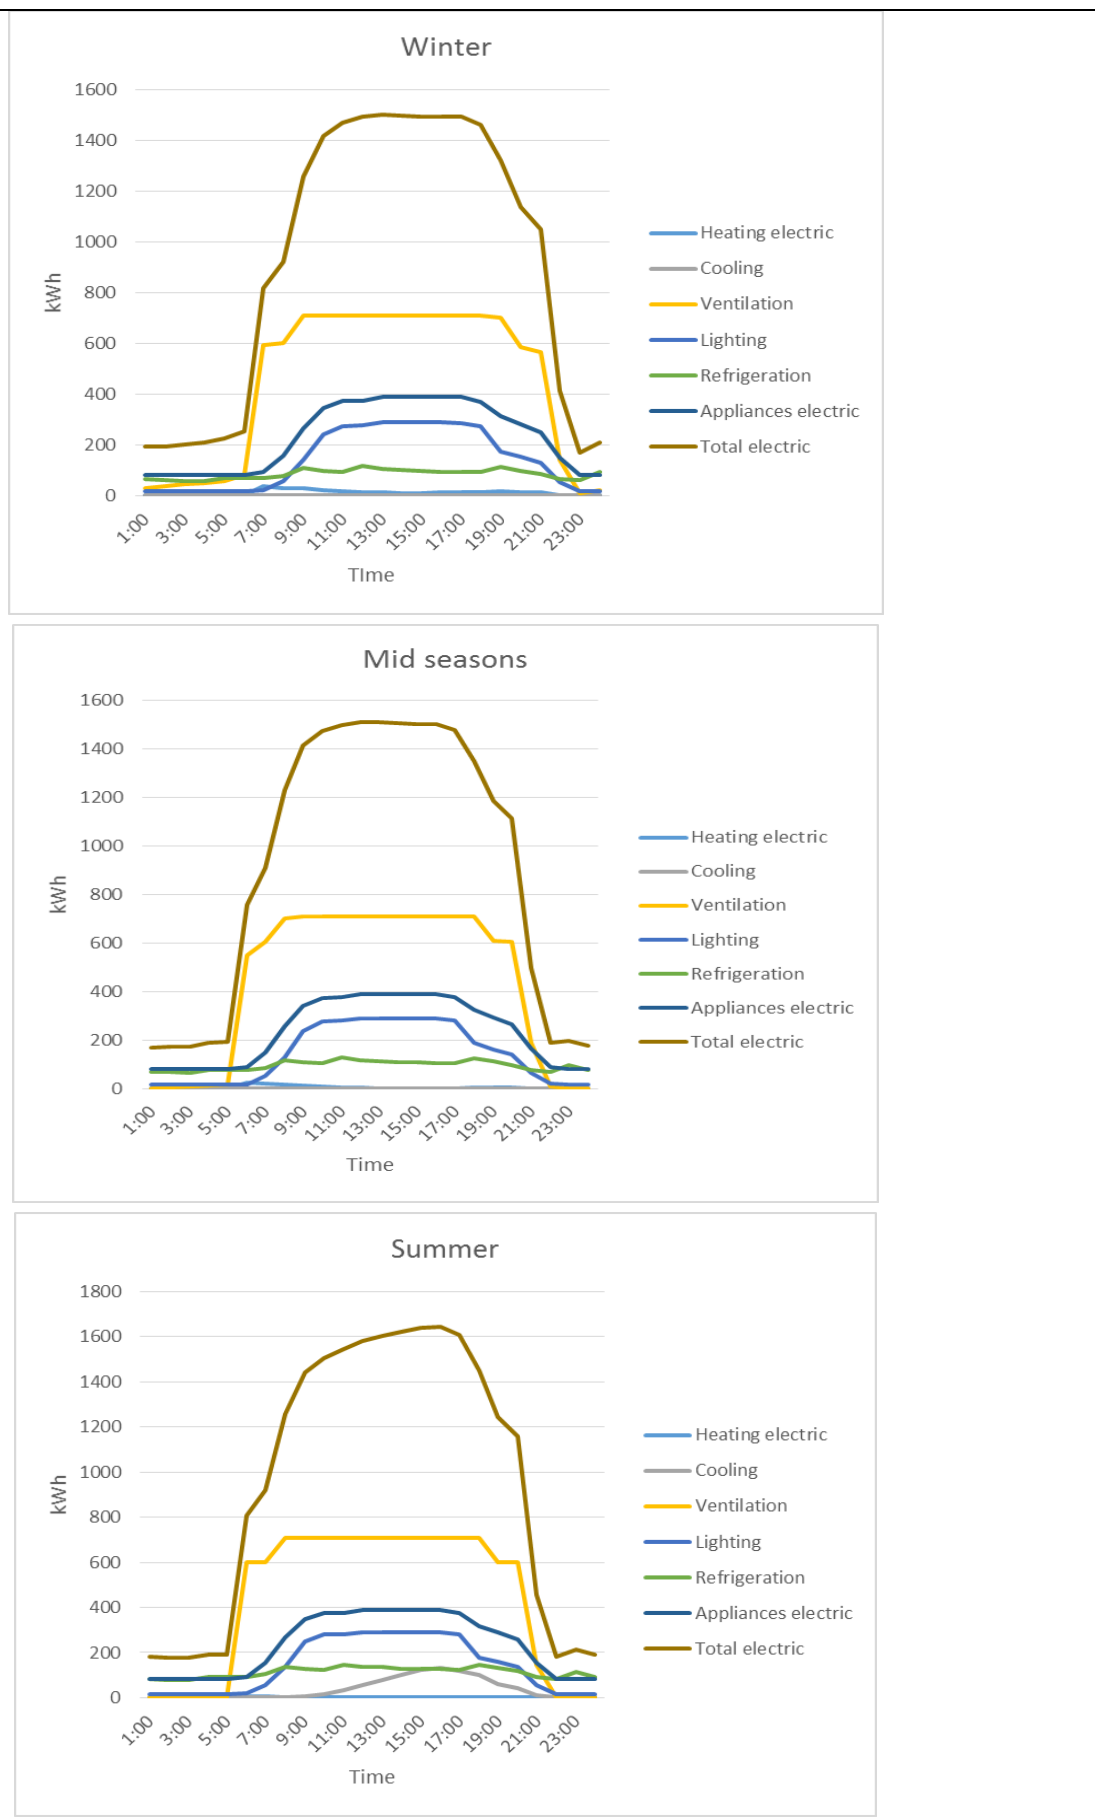 Winter
1600
1400
1200
1000
800
600
400
200
0
kWh
1:00 3:00 5:00 7:00 9:00 11:00 13:00 15:00 17:00 19:00 21:00 23:00
TIme
Heating electric
Cooling
Ventilation
Lighting
Refrigeration
Appliances electric
Total electric
Mid seasons
1600
1400
1200
1000
800
600
400
200
0
kWh
1:00 3:00 5:00 7:00 9:00 11:00 13:00 15:00 17:00 19:00 21:00 23:00
Time
Heating electric
Cooling
Ventilation
Lighting
Refrigeration
Appliances electric
Total electric
Summer
1800
1600
1400
1200
1000
800
600
400
200
0
kWh
1:00 3:00 5:00 7:00 9:00 11:00 13:00 15:00 17:00 19:00 21:00 23:00
Time
Heating electric
Cooling
Ventilation
Lighting
Refrigeration
Appliances electric
Total electric